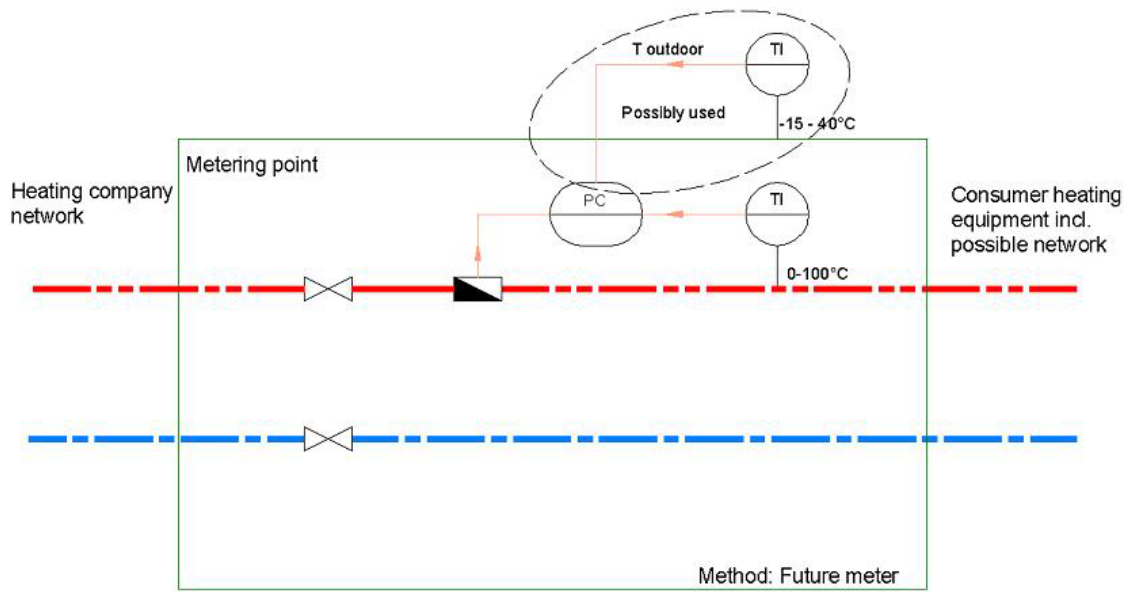 T outdoor
TI
Possibly used
-15 - 40°C
Metering point
Heating company
network
PC
TI
Consumer heating
equipment incl.
possible network
0-100°C
Method: Future meter